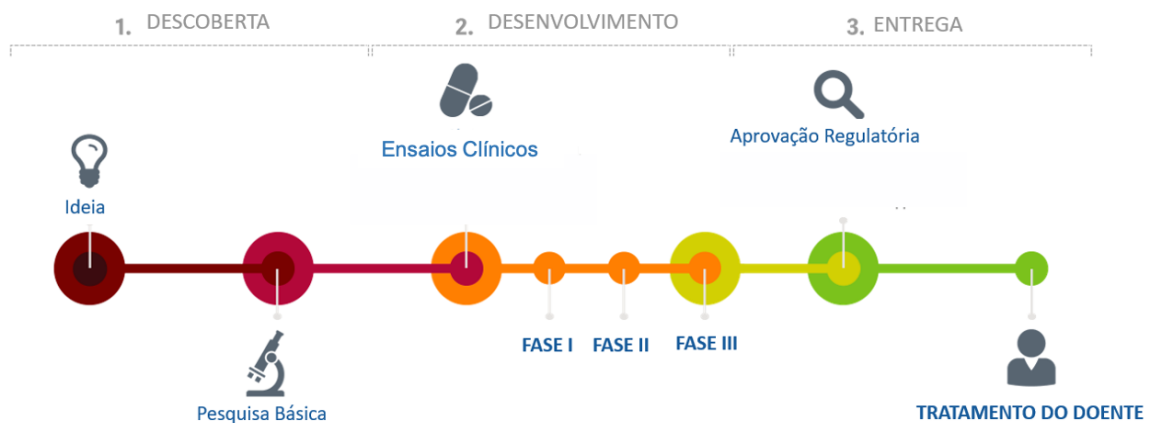 1. DESCOBERTA
2. DESENVOLVIMENTO
3. ENTREGA
Ensaios Clínicos
Aprovação Regulatória
Ideia
FASE I
FASE II
FASE III
Pesquisa Básica
TRATAMENTO DO DOENTE